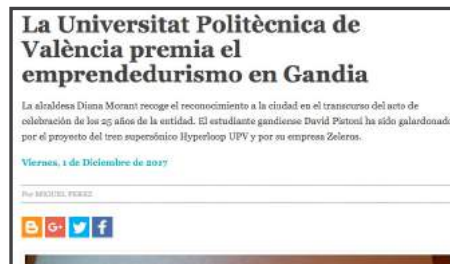 La Universitat Politècnica de
València premia el
emprendedurismo en Gandia
La alcaldesa Diana Morant recoge el reconocimiento a la ciudad en el transcurso del acto de
celebración de los 25 años de la entidad. El estudiante gandiense David Pistoni ha sido galardonado
por el proyecto del tren supersónico Hyperloop UPV y por su empresa Zeleros.
Viernes, 1 de Diciembre de 2017
Por MIGUEL PEREZ
G+